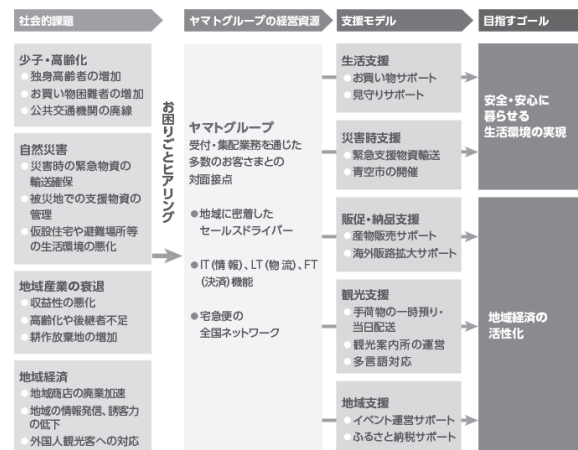 社会的課題
ヤマトグループの経営資源
支援モデル
目指すゴール
少子・高齢化
独身高齢者の増加
お買い物困難者の増加
公共交通機関の廃線
自然災害
災害時の緊急物資の
輸送確保
被災地での支援物資の
管理
仮設住宅や避難場所等
の生活環境の悪化
地域産業の衰退
収益性の悪化
高齢化や後継者不足
耕作放棄地の増加
地域経済
地域商店の廃業加速
地域の情報発信、誘客力
の低下
外国人観光客への対応
お困りごとヒアリング
ヤマトグループ
受付・集配業務を通じた
多数のお客さまとの
対面接点
●地域に密着した
セールスドライバー
●IT(情報)、LT(物流)、FT
(決済)機能
●宅急便の
全国ネットワーク
生活支援
お買い物サポート
見守りサポート
災害時支援
緊急支援物資輸送
青空市の開催
販促・納品支援
産物販売サポート
海外販路拡大サポート
観光支援
手荷物の一時預り・
当日配送
観光案内所の運営
多言語対応
地域支援
イベント運営サポート
ふるさと納税サポート
安全・安心に
暮らせる
生活環境の実現
地域経済の
活性化